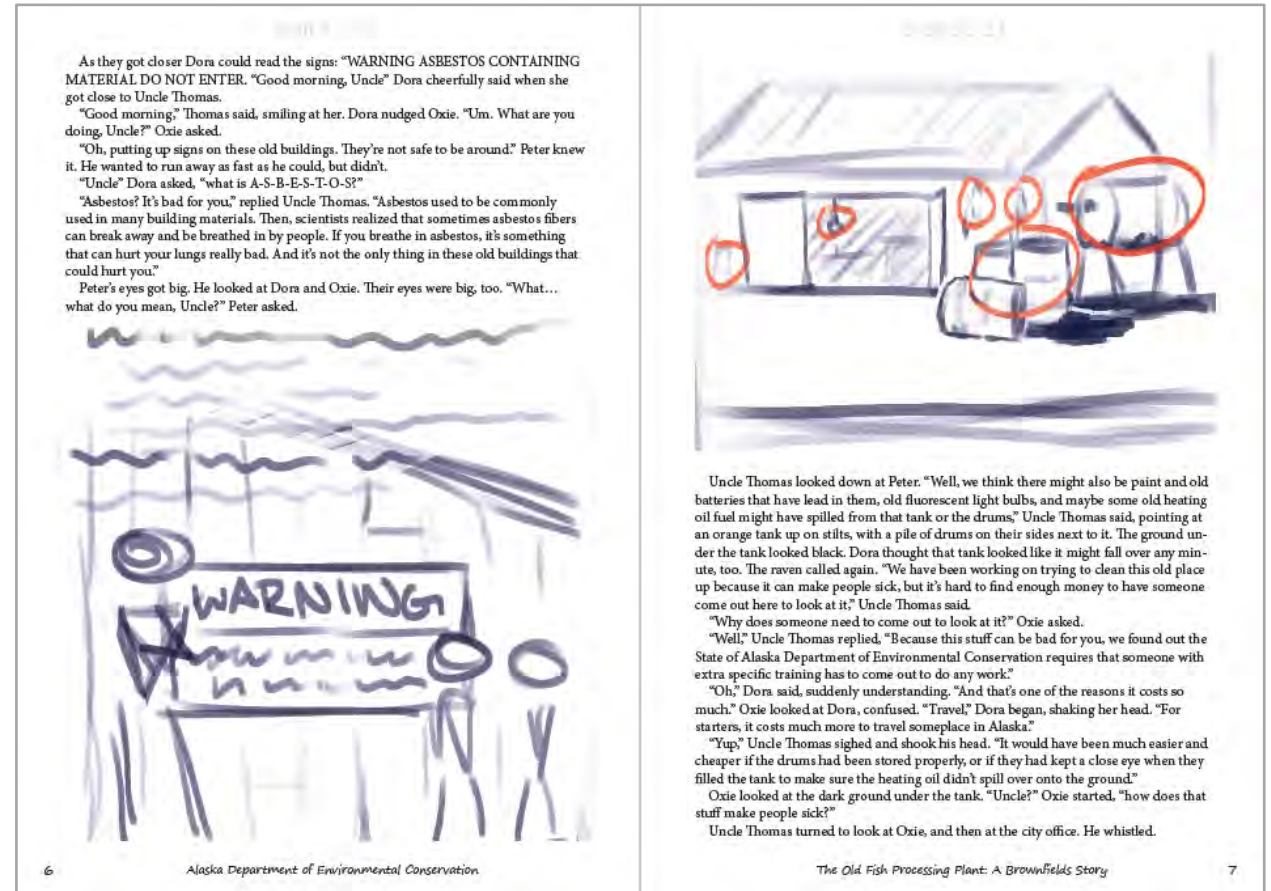 As they got closer Dora could read the signs: “WARNING ASBESTOS CONTAINING
MATERIAL DO NOT ENTER. “Good morning, Uncle” Dora cheerfully said when she
got close to Uncle Thomas.
“Good morning,” Thomas said, smiling at her. Dora nudged Oxie. “Um. What are you
doing, Uncle?” Oxie asked.
“Oh, putting up signs on these old buildings. They’re not safe to be around.” Peter knew
it. He wanted to run away as fast as he could, but didn’t.
“Uncle” Dora asked, “what is A-S-B-E-S-T-O-S?”
“Asbestos? It’s bad for you,” replied Uncle Thomas. “Asbestos used to be commonly
used in many building materials. Then, scientists realized that sometimes asbestos fibers
can break away and be breathed in by people. If you breathe in asbestos, it’s something
that can hurt your lungs really bad. And it’s not the only thing in these old buildings that
could hurt you.”
Peter’s eyes got big. He looked at Dora and Oxie. Their eyes were big, too. “What…
what do you mean, Uncle?” Peter asked.
WARNING
6
Alaska Department of Environmental Conservation
Uncle Thomas looked down at Peter. “Well, we think there might also be paint and old
batteries that have lead in them, old fluorescent light bulbs, and maybe some old heating
oil fuel might have spilled from that tank or the drums,” Uncle Thomas said, pointing at
an orange tank up on stilts, with a pile of drums on their sides next to it. The ground un-
der the tank looked black. Dora thought that tank looked like it might fall over any min-
ute, too. The raven called again. “We have been working on trying to clean this old place
up because it can make people sick, but it’s hard to find enough money to have someone
come out here to look at it,” Uncle Thomas said.
“Why does someone need to come out to look at it?” Oxie asked.
“Well,” Uncle Thomas replied, “Because this stuff can be bad for you, we found out the
State of Alaska Department of Environmental Conservation requires that someone with
extra specific training has to come out to do any work.”
“Oh,” Dora said, suddenly understanding. “And that’s one of the reasons it costs so
much.” Oxie looked at Dora, confused. “Travel,” Dora began, shaking her head. “For
starters, it costs much more to travel someplace in Alaska.”
“Yup,” Uncle Thomas sighed and shook his head. “It would have been much easier and
cheaper if the drums had been stored properly, or if they had kept a close eye when they
filled the tank to make sure the heating oil didn’t spill over onto the ground.”
Oxie looked at the dark ground under the tank. “Uncle?” Oxie started, “how does that
stuff make people sick?”
Uncle Thomas turned to look at Oxie, and then at the city office. He whistled.
The Old Fish Processing Plant: A Brownfields Story
7